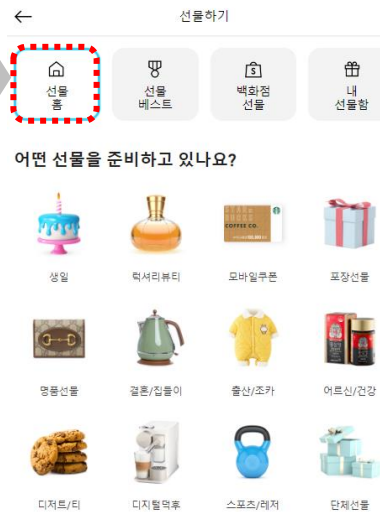 선물하기
선물
홈
선물
베스트
백화점
선물
내
선물함
어떤 선물을 준비하고 있나요?
COFFEE CO.
생일
럭셔리뷰티
모바일쿠폰
포장선물
명품선물
결혼/집들이
출산/조카
어르신/건강
디저트/티
디지털덕후
스포츠/레저
단체선물